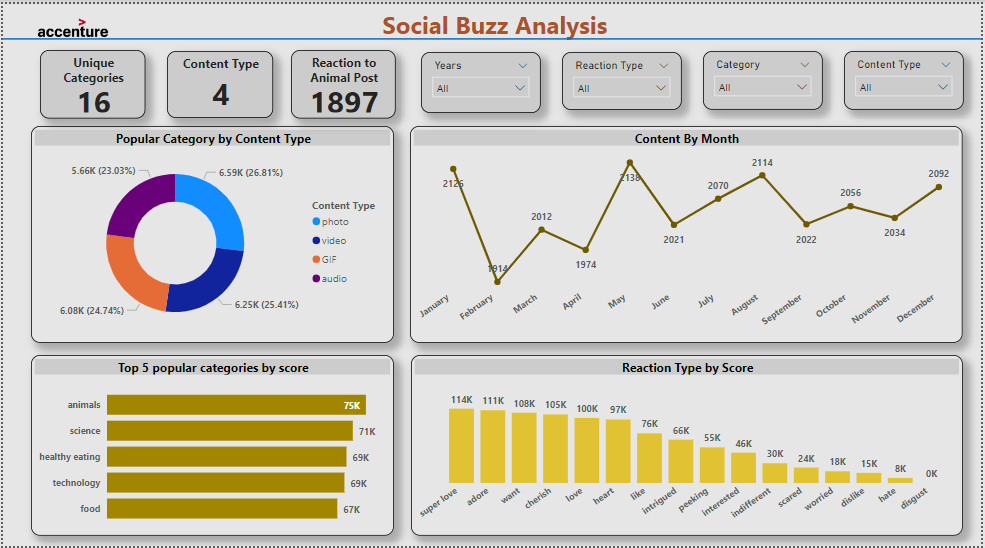 accenture
Social Buzz Analysis
Unique
Categories
16
Content Type
4
Reaction to
Animal Post
1897
Years
All
Reaction Type
All
Category
All
Content Type
All
Popular Category by Content Type
5.66K (23.03%)
6.59K (26.81%)
6.08K (24.74%)
6.25K (25.41%)
Content Type
photo
video
GIF
audio
Content By Month
2126
1914
2012
1974
2138
2021
2070
2114
2022
2056
2034
2092
January
February
March
April
May
June
July
August
September
October
November
December
Top 5 popular categories by score
animals
75K
science
71K
healthy eating
69K
technology
69K
food
67K
Reaction Type by Score
114K
111K
108K
105K
100K
97K
76K
66K
55K
46K
30K
24K
18K
15K
8K
0K
super love
adore
want
cherish
love
heart
like
intrigued
peeking
interested
indifferent
scared
worried
dislike
hate
disgust